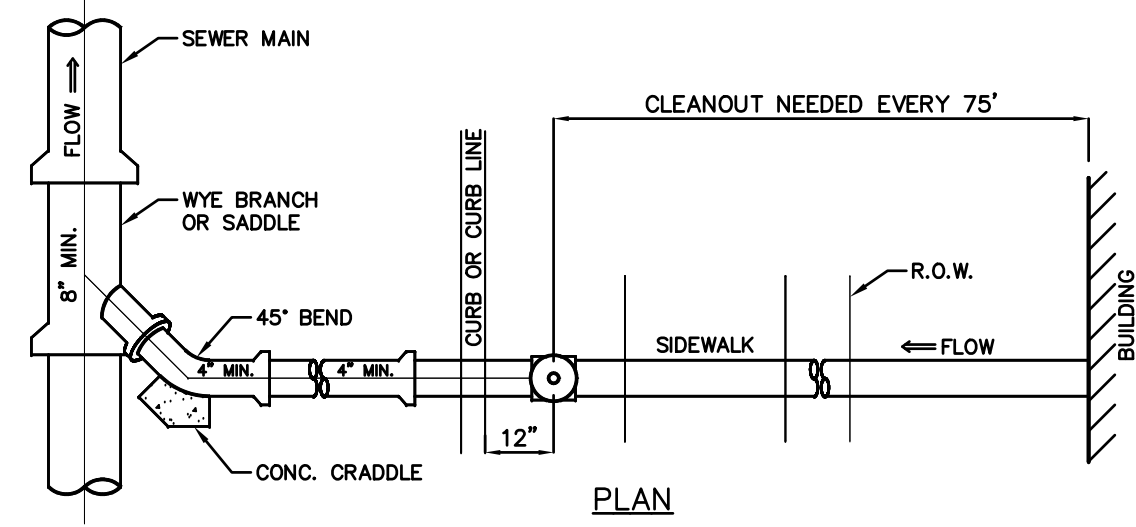 SEWER MAIN
FLOW
CLEANOUT NEEDED EVERY 75'
WYE BRANCH
OR SADDLE
8" MIN.
CURB OR CURB LINE
R.O.W.
BUILDING
45° BEND
SIDEWALK
FLOW
4" MIN.
4" MIN.
12"
CONC. CRADDLE
PLAN